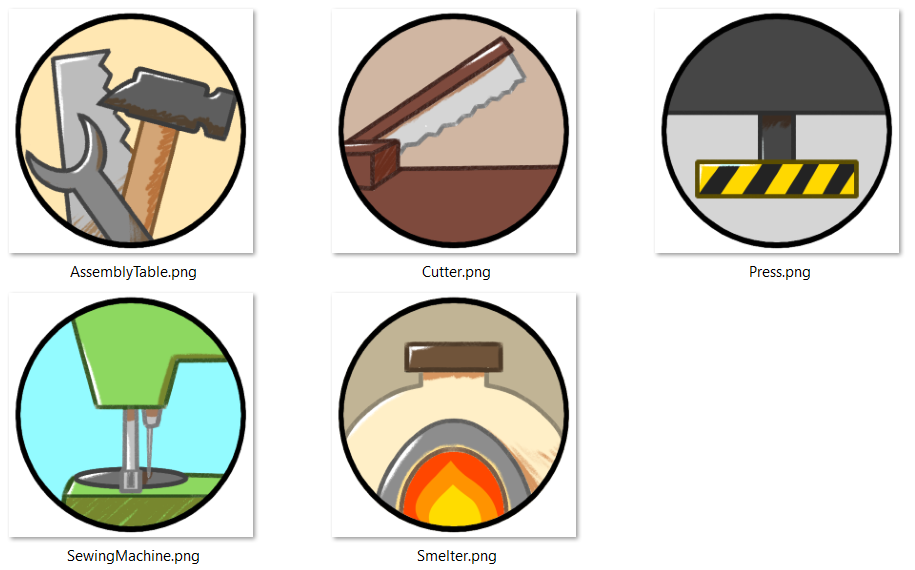 AssemblyTable.png
Cutter.png
Press.png
SewingMachine.png
Smelter.png